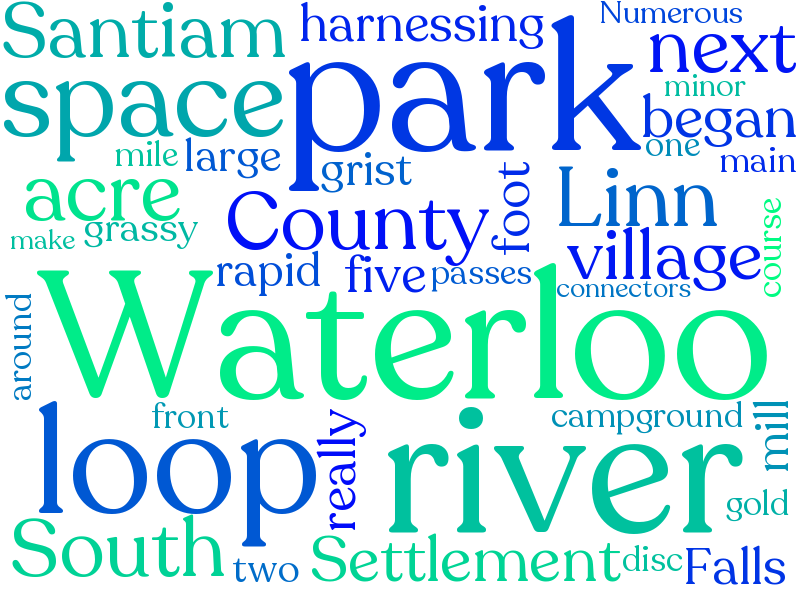 Santiam
harnessing
Numerous
next
space
park
minor
began
mile
large
grist
one
main
acre
foot
Linn
grassy
make
County
course
village
rapid
five
passes
connectors
around
Waterloo
front
campground
mill
loop
really
river
gold
South
two
Settlement
disc
Falls